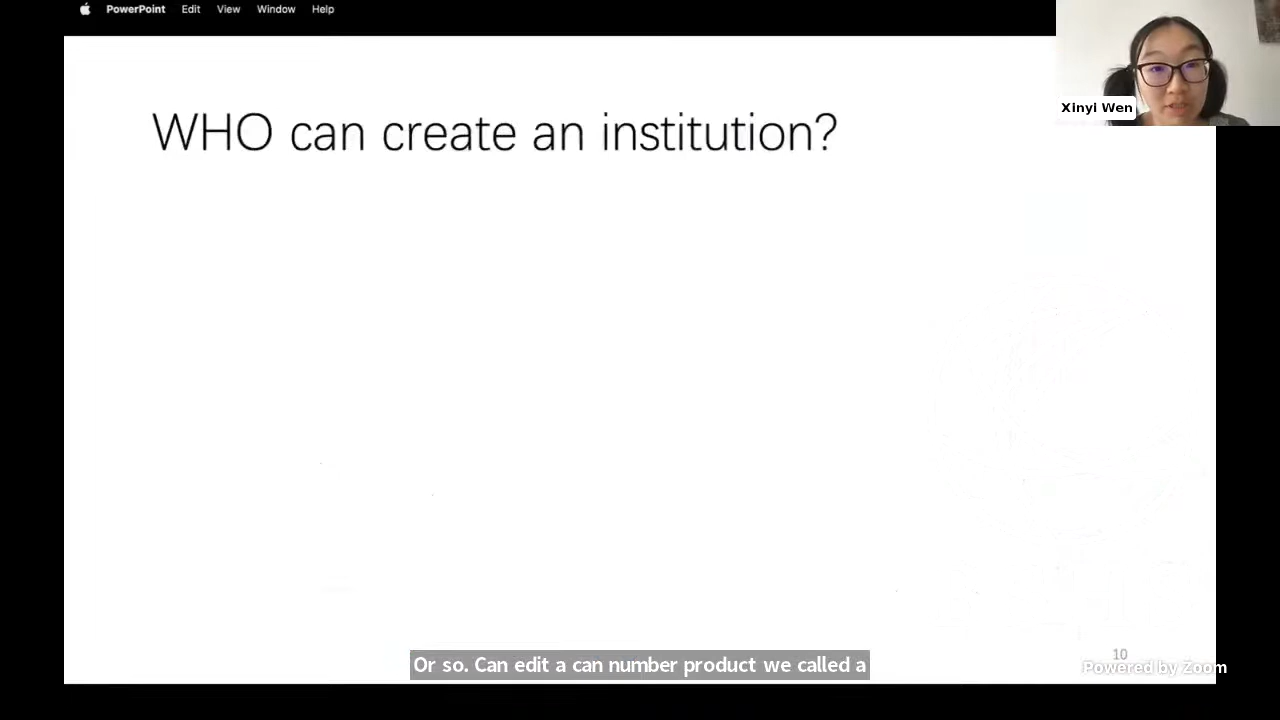 PowerPoint Edit View Window Help
Xinyi Wen
WHO can create an institution?
Or so. Can edit a can number product we called a
10
Powered by Zoom